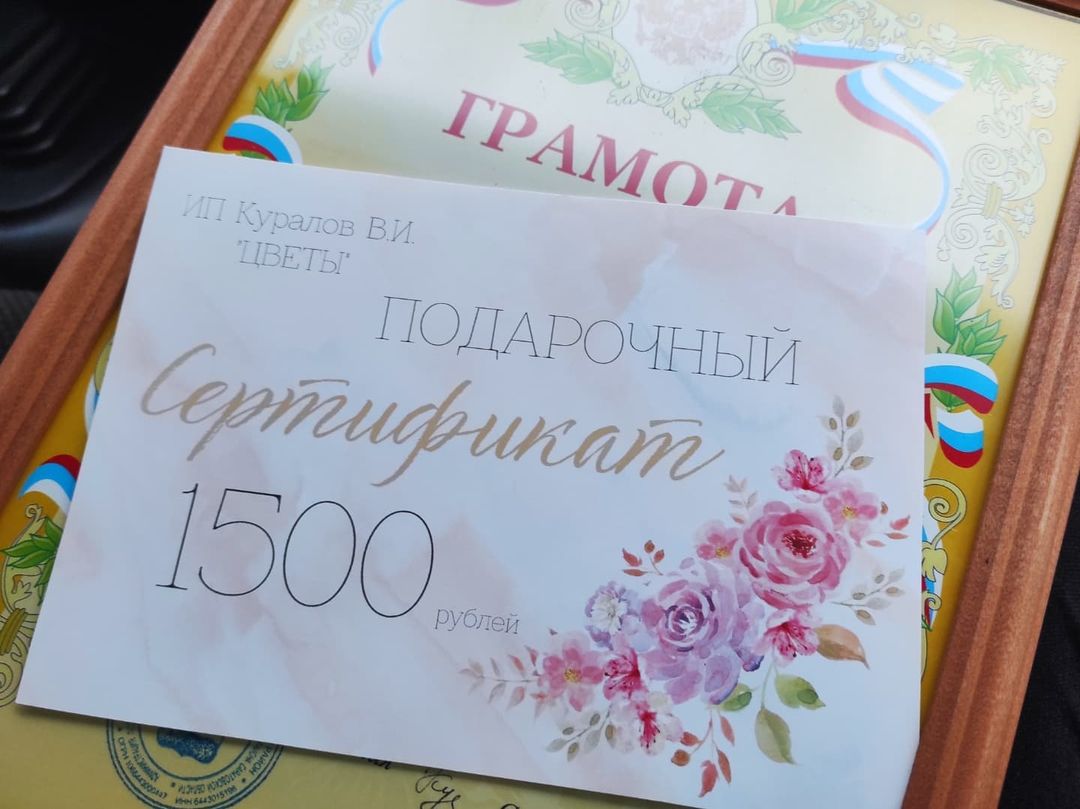 ГРАМОТА
ИП Куралов В.И.
"ЦВЕТЫ"
ПОДАРОЧНЫЙ
Сертификат
1500
рублей